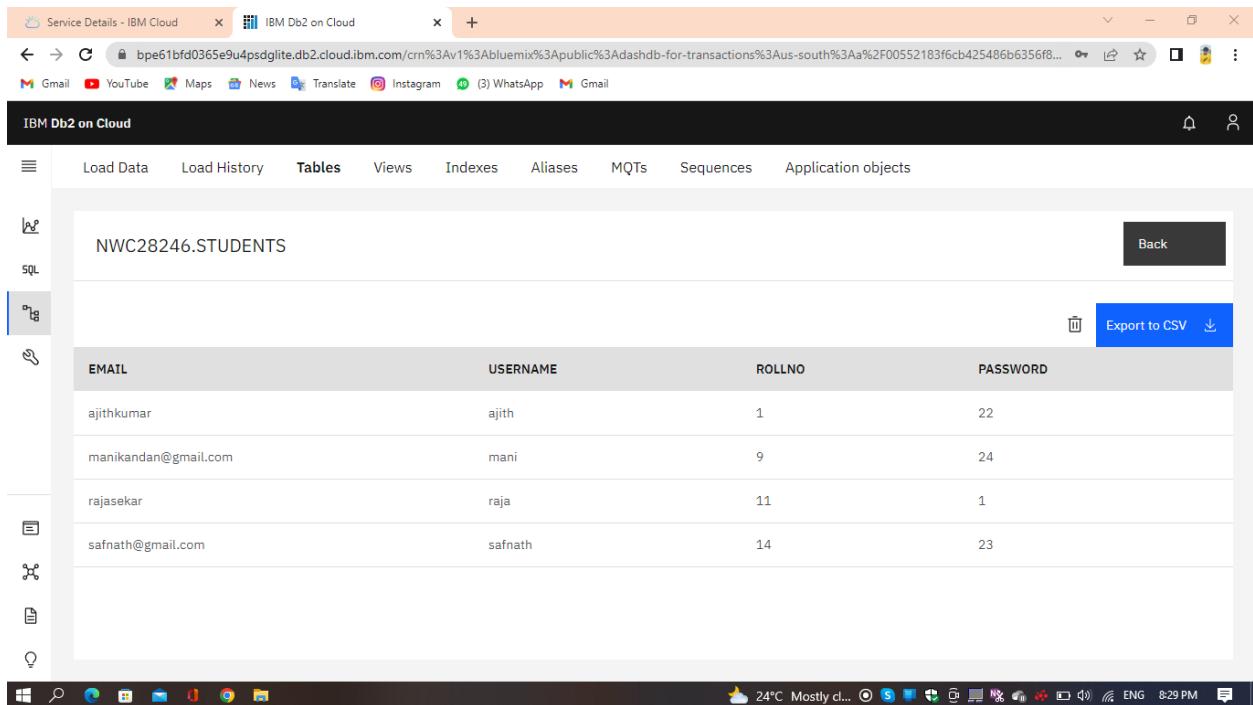 Service Details - IBM Cloud IBM Db2 on Cloud
bpe61bfd0365e9u4psdglite.db2.cloud.ibm.com/crn%3Av1%3Abluemix%3Apublic%3Adashdb-for-transactions%3Aus-south%3Aa%2F00552183f6cb425486b6356f8...
Gmail YouTube Maps News Translate Instagram (3) WhatsApp Gmail
IBM Db2 on Cloud
Load Data Load History Tables Views Indexes Aliases MQTs Sequences Application objects
NWC28246.STUDENTS Back
SQL
Export to CSV
EMAIL USERNAME ROLLNO PASSWORD
ajithkumar ajith 1 22
manikandan@gmail.com mani 9 24
rajasekar raja 11 1
safnath@gmail.com safnath 14 23
24°C Mostly cl... ENG 8:29 PM